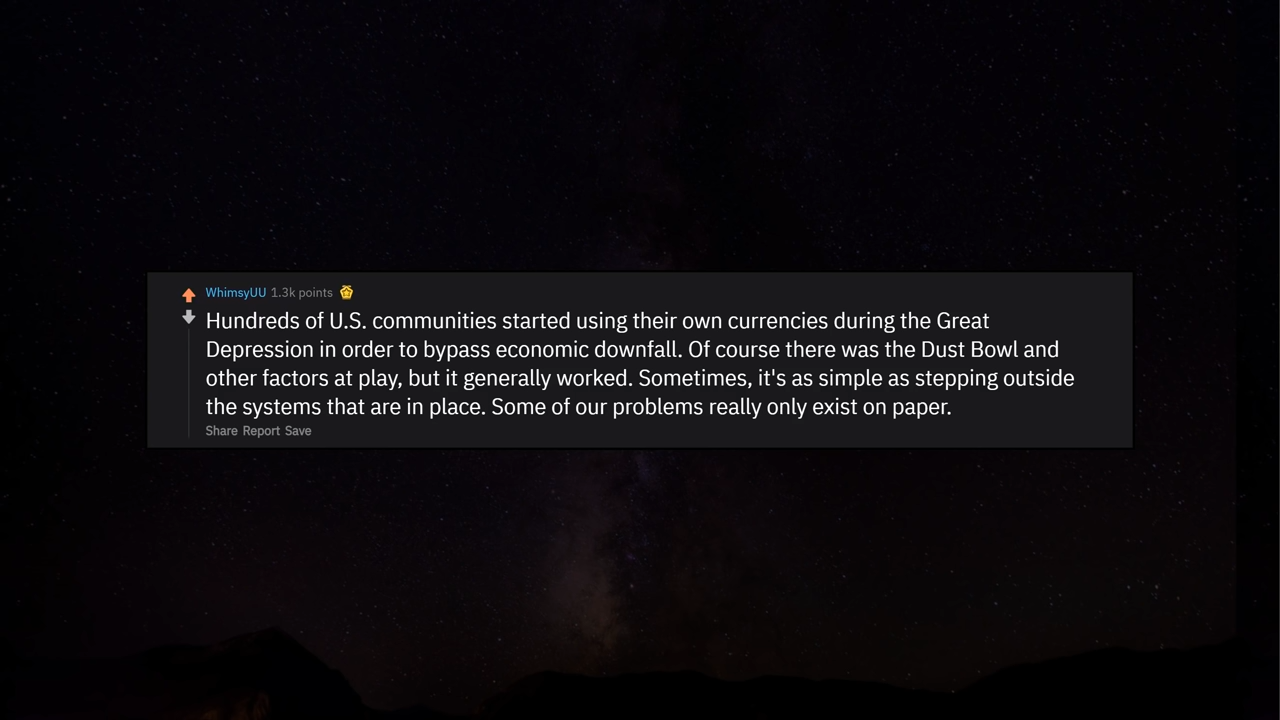 WhimsyUU 1.3k points
Hundreds of U.S. communities started using their own currencies during the Great
Depression in order to bypass economic downfall. Of course there was the Dust Bowl and
other factors at play, but it generally worked. Sometimes, it's as simple as stepping outside
the systems that are in place. Some of our problems really only exist on paper.
Share Report Save